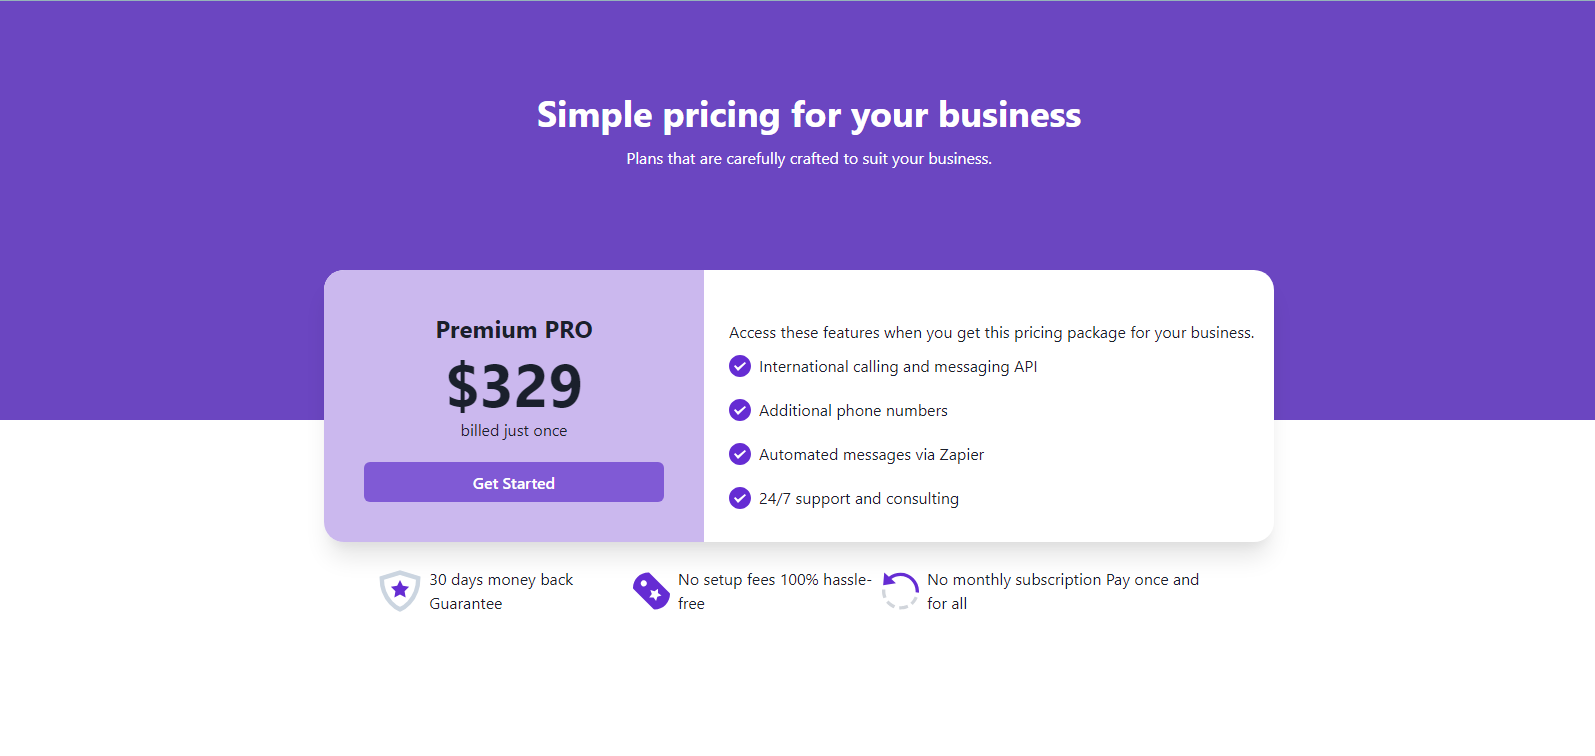 Simple pricing for your business
Plans that are carefully crafted to suit your business.
Premium PRO
$329
billed just once
Get Started
Access these features when you get this pricing package for your business.
International calling and messaging API
Additional phone numbers
Automated messages via Zapier
24/7 support and consulting
30 days money back
Guarantee
No setup fees 100% hassle-
free
No monthly subscription Pay once and
for all